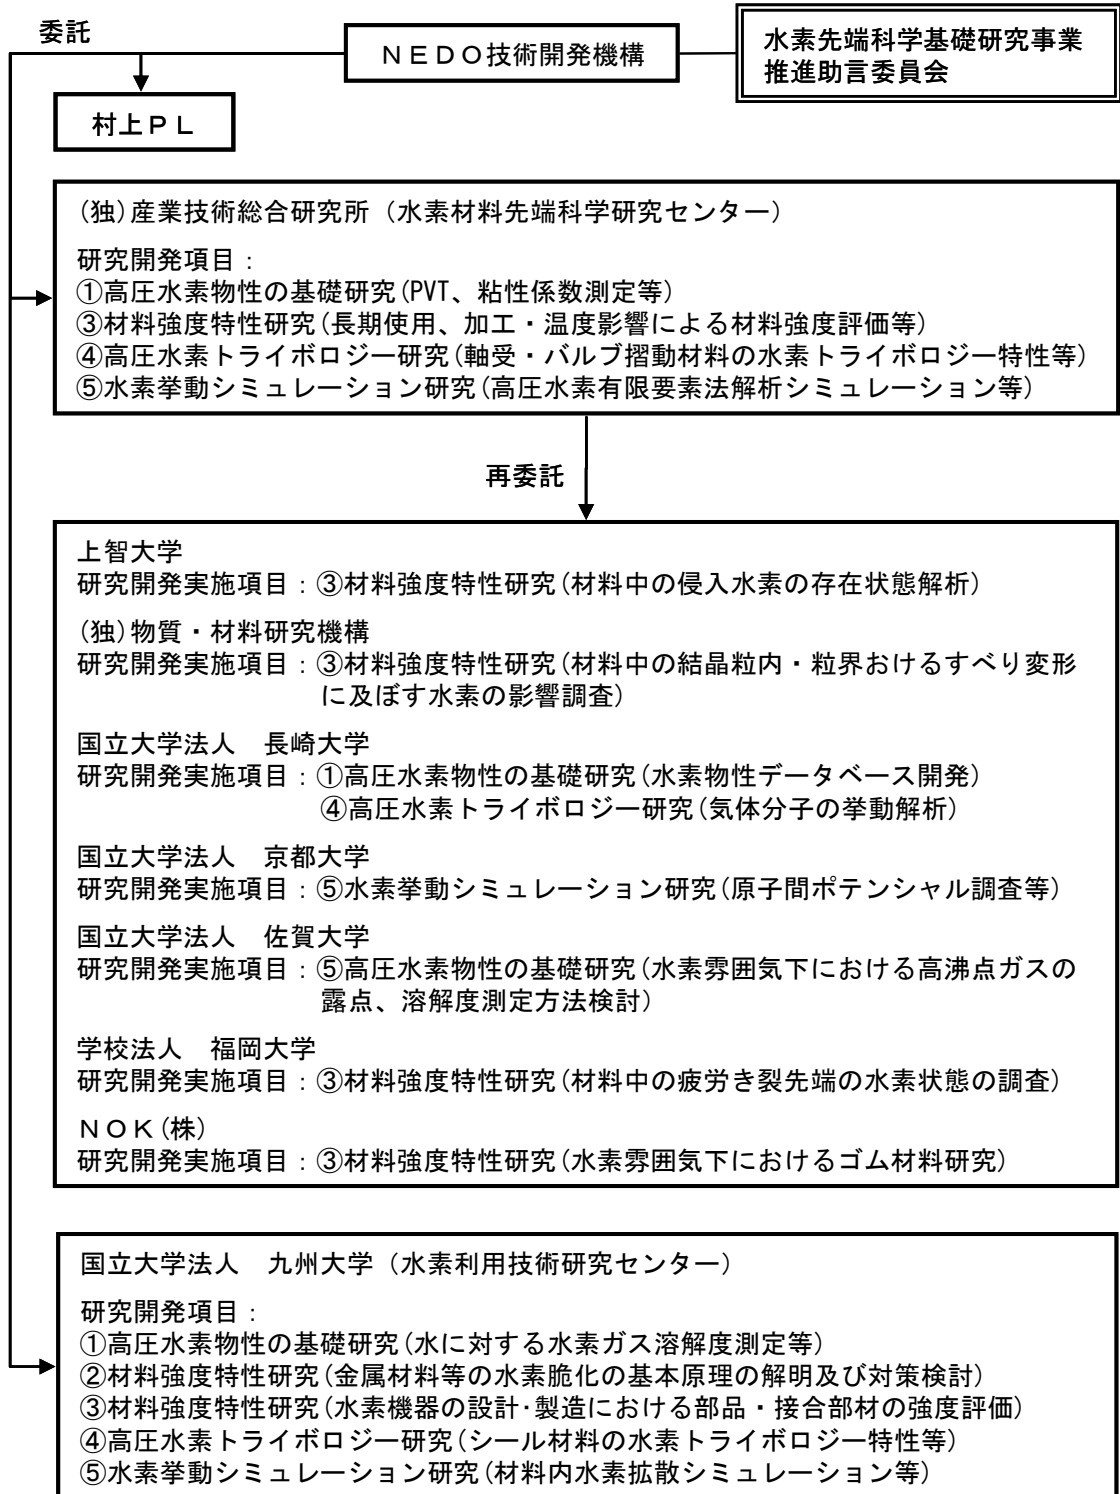 委託
ＮＥＤＯ技術開発機構
水素先端科学基礎研究事業
推進助言委員会
村上ＰＬ
(独)産業技術総合研究所（水素材料先端科学研究センター）
研究開発項目：
①高圧水素物性の基礎研究(PVT、粘性係数測定等)
③材料強度特性研究(長期使用、加工・温度影響による材料強度評価等)
④高圧水素トライボロジー研究(軸受・バルブ摺動材料の水素トライボロジー特性等)
⑤水素挙動シミュレーション研究(高圧水素有限要素法解析シミュレーション等)
再委託
上智大学
研究開発実施項目：③材料強度特性研究(材料中の侵入水素の存在状態解析)
(独)物質・材料研究機構
研究開発実施項目：③材料強度特性研究(材料中の結晶粒内・粒界おけるすべり変形
に及ぼす水素の影響調査)
国立大学法人　長崎大学
研究開発実施項目：①高圧水素物性の基礎研究(水素物性データベース開発)
④高圧水素トライボロジー研究(気体分子の挙動解析)
国立大学法人　京都大学
研究開発実施項目：⑤水素挙動シミュレーション研究(原子間ポテンシャル調査等)
国立大学法人　佐賀大学
研究開発実施項目：⑤高圧水素物性の基礎研究(水素雰囲気下における高沸点ガスの
露点、溶解度測定方法検討)
学校法人　福岡大学
研究開発実施項目：③材料強度特性研究(材料中の疲労き裂先端の水素状態の調査)
ＮＯＫ(株)
研究開発実施項目：③材料強度特性研究(水素雰囲気下におけるゴム材料研究)
国立大学法人　九州大学（水素利用技術研究センター）
研究開発項目：
①高圧水素物性の基礎研究(水に対する水素ガス溶解度測定等)
②材料強度特性研究(金属材料等の水素脆化の基本原理の解明及び対策検討)
③材料強度特性研究(水素機器の設計･製造における部品・接合部材の強度評価)
④高圧水素トライボロジー研究(シール材料の水素トライボロジー特性等)
⑤水素挙動シミュレーション研究(材料内水素拡散シミュレーション等)